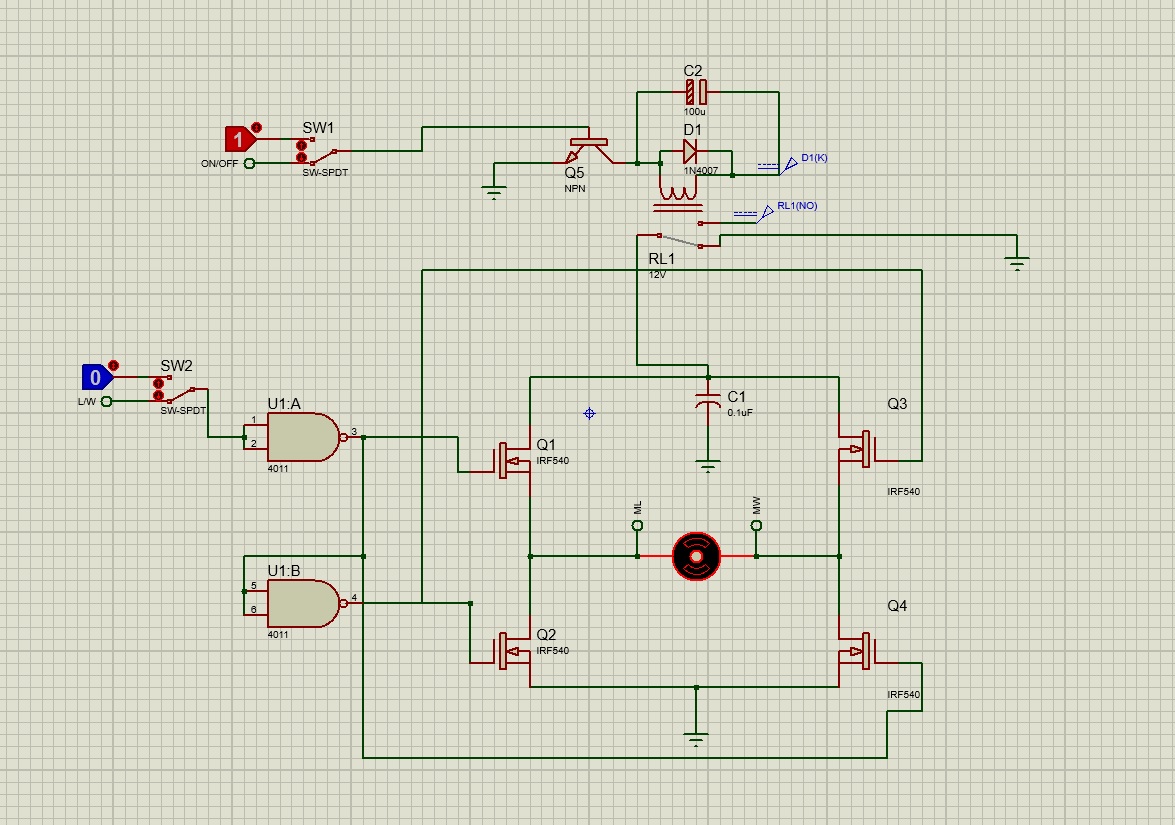 C2
100u
SW1
1
ON/OFF
SW-SPDT
D1
1N4007
D1(K)
Q5
NPN
RL1(NO)
RL1
12V
SW2
0
L/W
SW-SPDT
U1:A
1
2
3
4011
C1
0.1uF
Q3
IRF540
Q1
IRF540
ML
MW
U1:B
5
6
4
4011
Q2
IRF540
Q4
IRF540